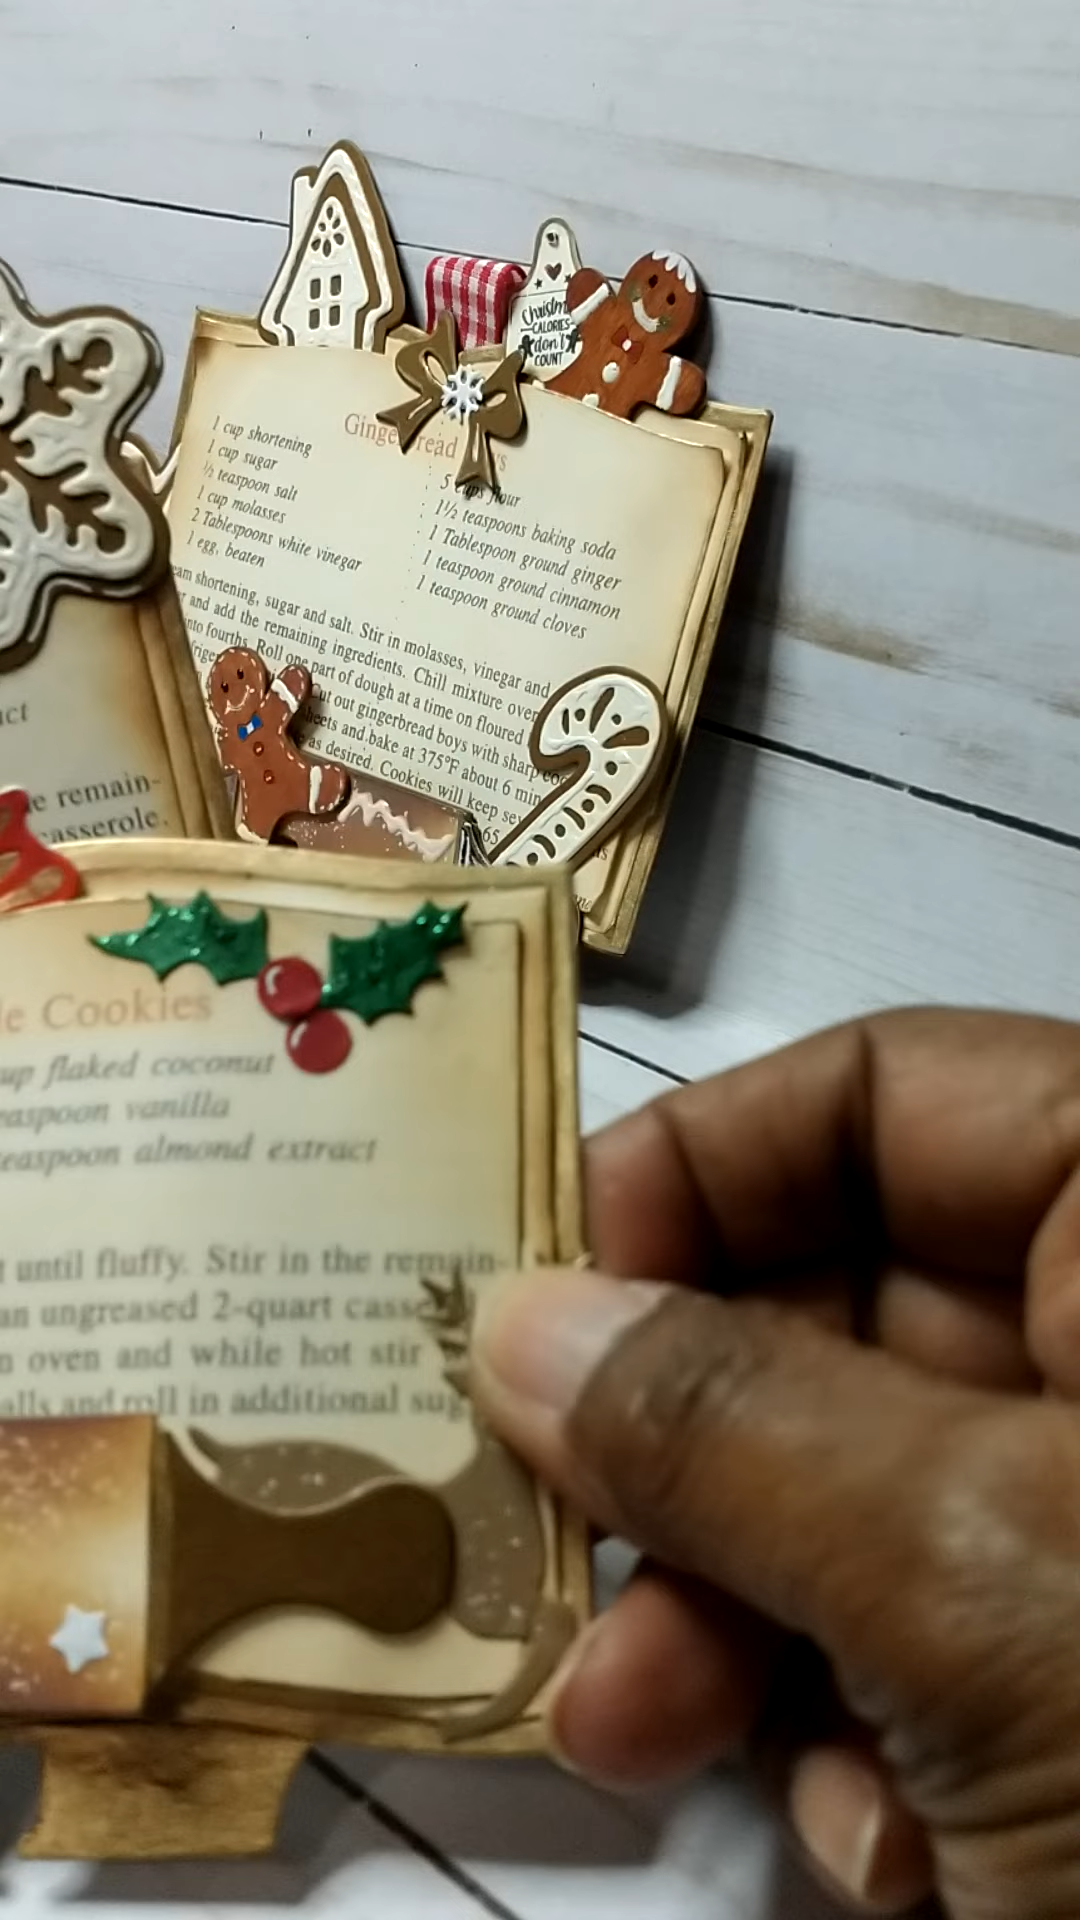 Christmas
CALORIES
don't
COUNT
Gingerbread
1 cup shortening
1 cup sugar
½ teaspoon salt
1 cup molasses
2 Tablespoons white vinegar
1 egg, beaten
5 cups flour
1½ teaspoons baking soda
1 Tablespoon ground ginger
1 teaspoon ground cinnamon
1 teaspoon ground cloves
shortening, sugar and salt. Stir in molasses, vinegar and
and add the remaining ingredients. Chill mixture over
into fourths. Roll one part of dough at a time on floured
Cut out gingerbread boys with sharp
and bake at 375°F about 6 min
as desired. Cookies will keep
65
remain-
casserole.
Cookies
cup flaked coconut
teaspoon vanilla
teaspoon almond extract
until fluffy. Stir in the remain-
an ungreased 2-quart
oven and while hot stir
and roll in additional